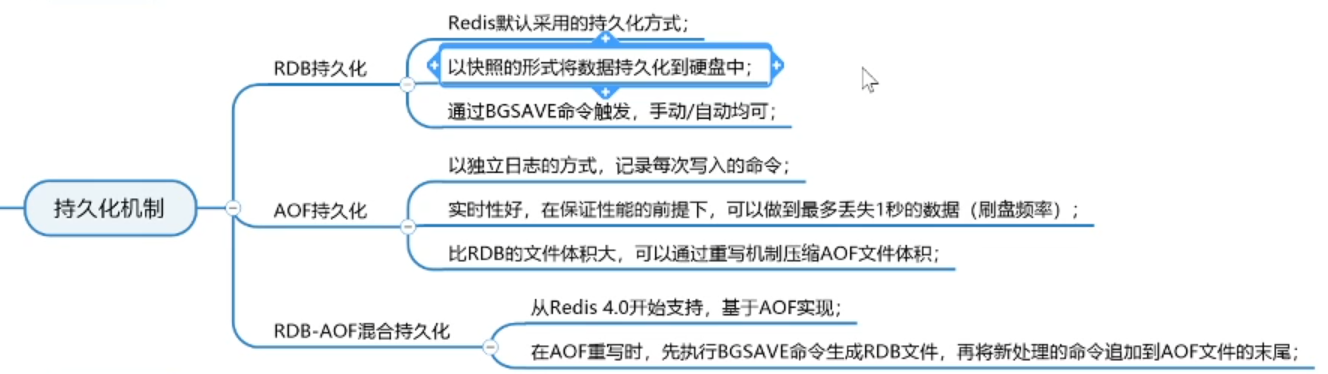 Redis默认采用的持久化方式；
RDB持久化
以快照的形式将数据持久化到硬盘中；
通过BGSAVE命令触发，手动/自动均可；
以独立日志的方式，记录每次写入的命令；
持久化机制
AOF持久化
实时性好，在保证性能的前提下，可以做到最多丢失1秒的数据（刷盘频率）；
比RDB的文件体积大，可以通过重写机制压缩AOF文件体积；
从Redis 4.0开始支持，基于AOF实现；
RDB-AOF混合持久化
在AOF重写时，先执行BGSAVE命令生成RDB文件，再将新处理的命令追加到AOF文件的末尾；